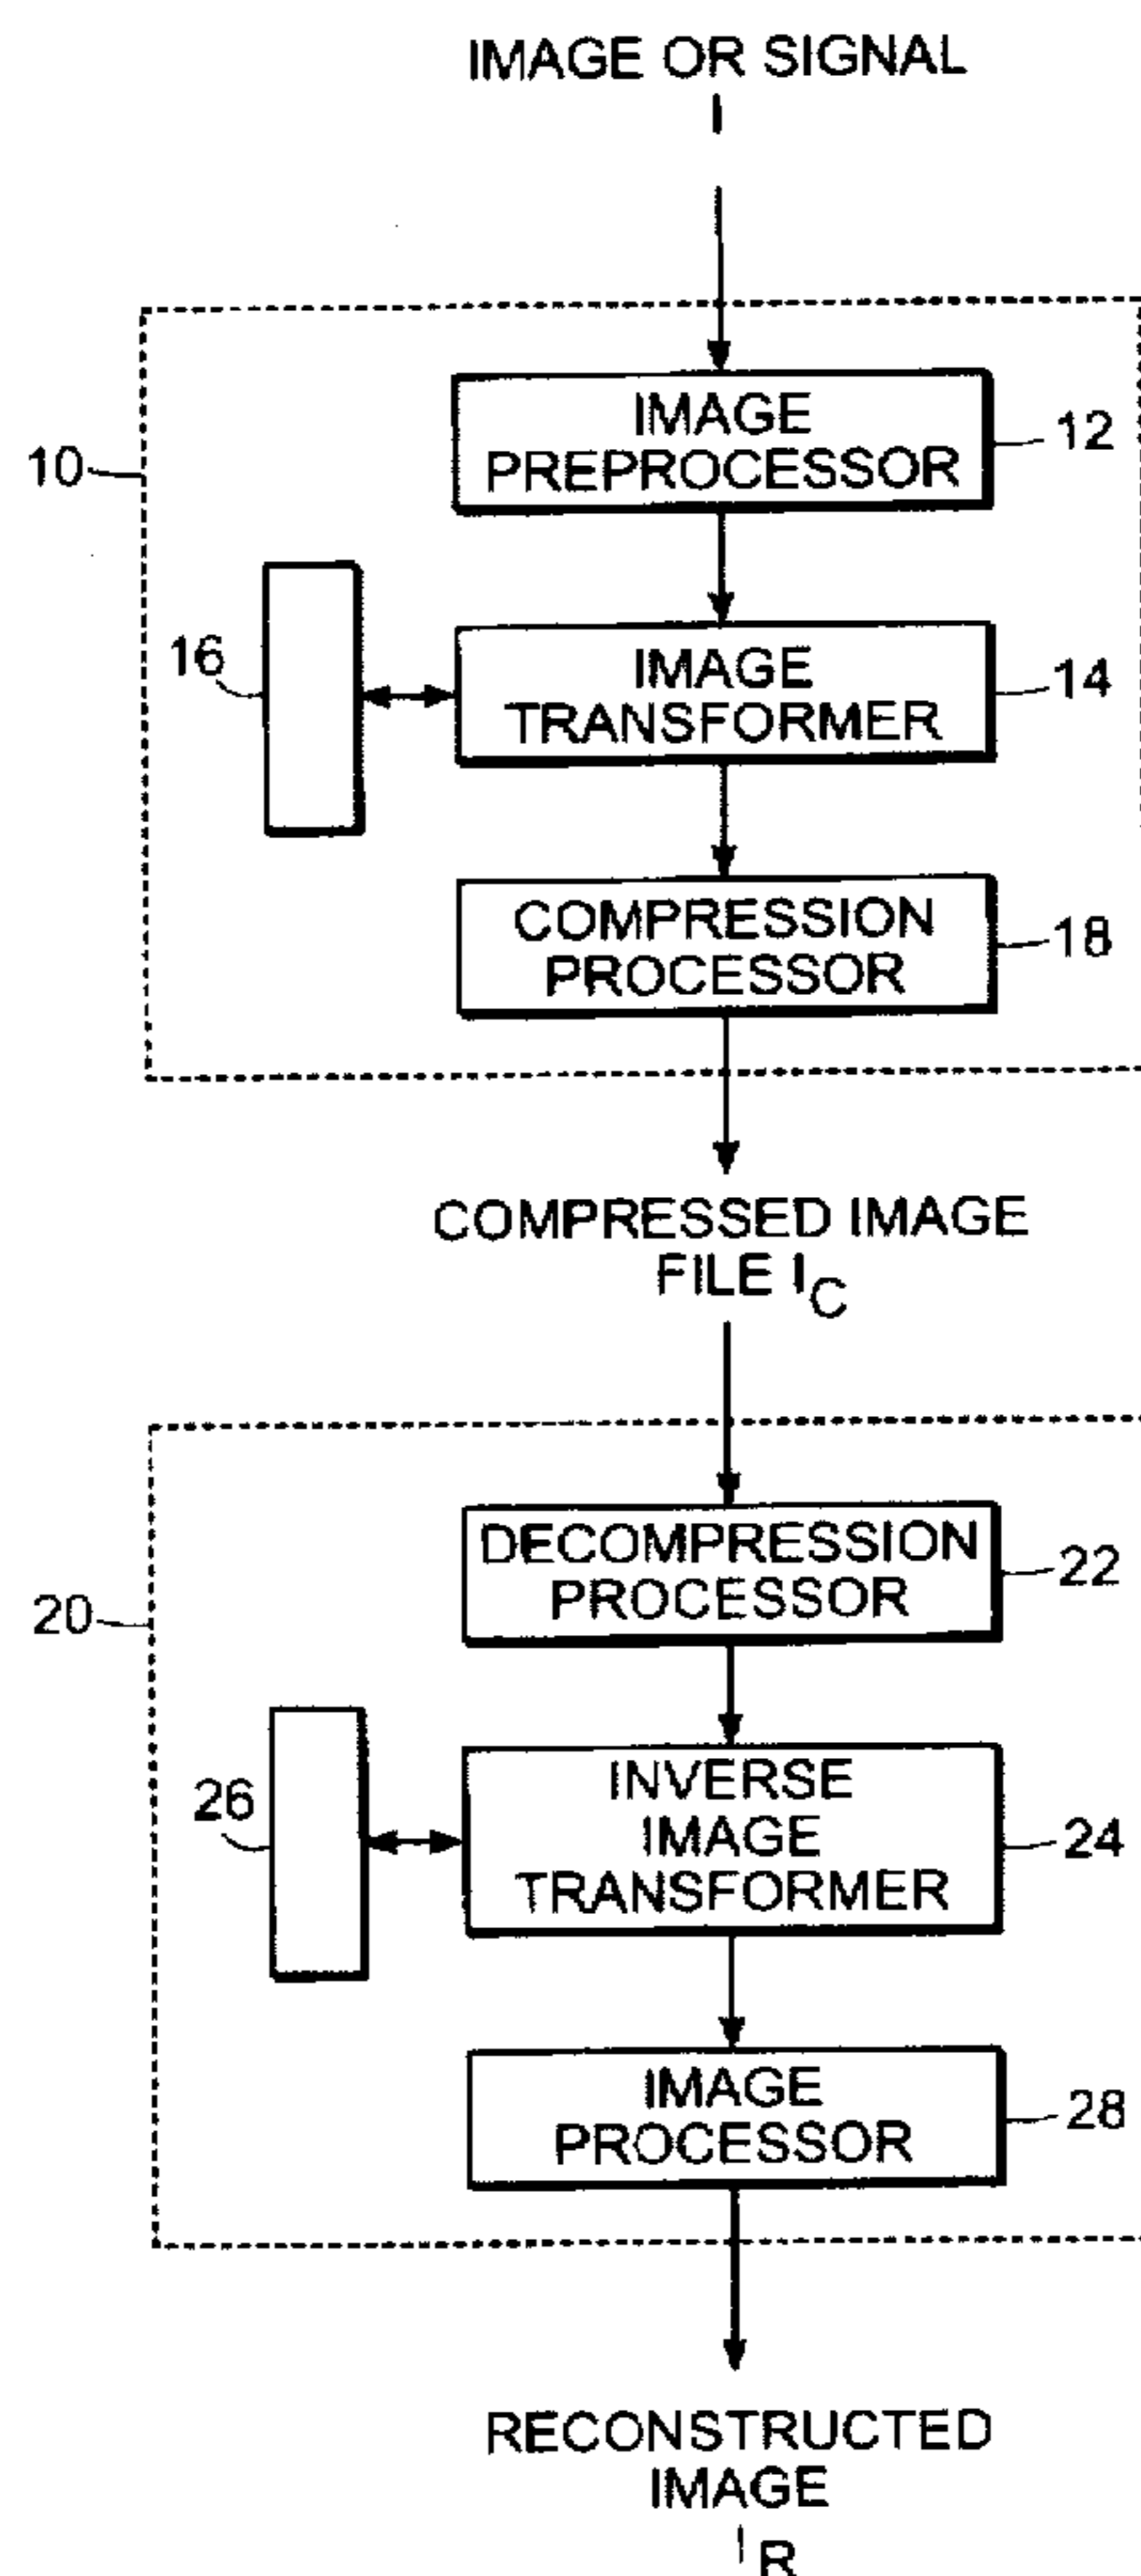 IMAGE OR SIGNAL
I
10
IMAGE
PREPROCESSOR
12
16
IMAGE
TRANSFORMER
14
COMPRESSION
PROCESSOR
18
COMPRESSED IMAGE
FILE I_C
20
DECOMPRESSION
PROCESSOR
22
26
INVERSE
IMAGE
TRANSFORMER
24
IMAGE
PROCESSOR
28
RECONSTRUCTED
IMAGE
I_R